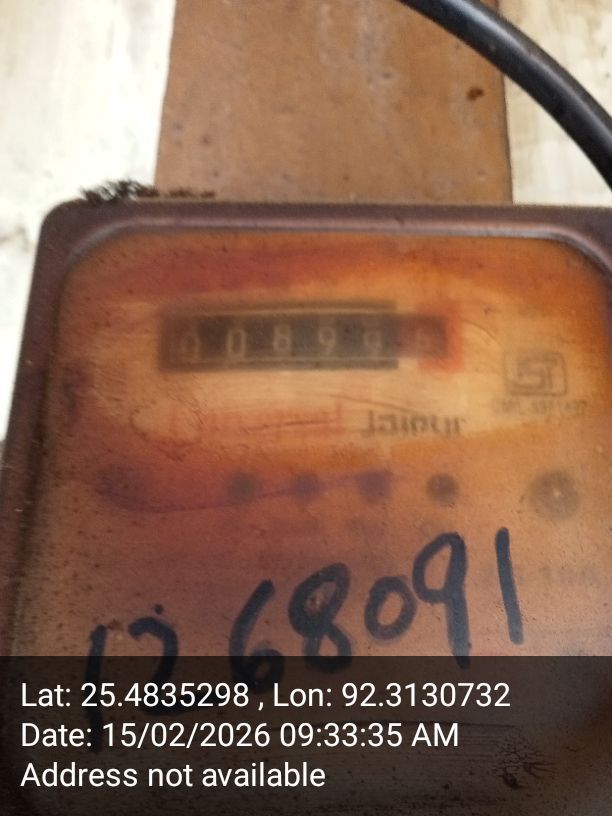 00899
Jaipur
1268091
Lat: 25.4835298 , Lon: 92.3130732
Date: 15/02/2026 09:33:35 AM
Address not available